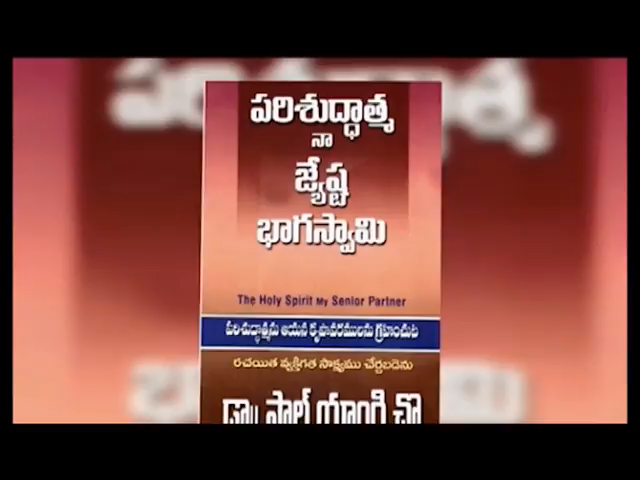 పరిశుద్ధాత్మ
నా
జ్యేష్ట
భాగస్వామి
The Holy Spirit My Senior Partner
పరిశుద్ధాత్మను ఆయన కృపావరములను గ్రహించుట
రచయిత వ్యక్తిగత సాక్ష్యము చేర్చబడెను
డా॥ పాల్ యాంగి చొ